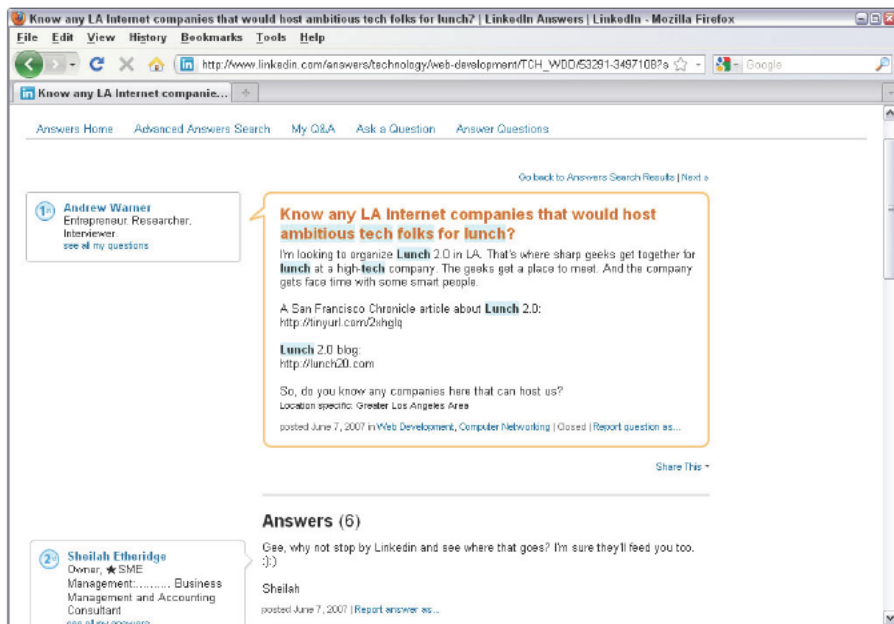 Know any LA Internet companies that would host ambitious tech folks for lunch? | LinkedIn Answers | LinkedIn - Mozilla Firefox
File Edit View History Bookmarks Tools Help
http://www.linkedin.com/answers/technology/web-development/TCH_WDD/53291-3497108?s
Google
Know any LA Internet companie...
Answers Home Advanced Answers Search My Q&A Ask a Question Answer Questions
Go back to Answers Search Results | Next »
1st Andrew Warner
Entrepreneur. Researcher.
Interviewer.
see all my questions
Know any LA Internet companies that would host
ambitious tech folks for lunch?
I'm looking to organize Lunch 2.0 in LA. That's where sharp geeks get together for
lunch at a high-tech company. The geeks get a place to meet. And the company
gets face time with some smart people.
A San Francisco Chronicle article about Lunch 2.0:
Lunch 2.0 blog:
http://lunch20.com
So, do you know any companies here that can host us?
Location specific: Greater Los Angeles Area
posted June 7, 2007 in Web Development, Computer Networking | Closed | Report question as...
Share This
Answers (6)
2nd Sheilah Etheridge
Owner, ★SME
Management:.......... Business
Management and Accounting
Consultant
see all my answers
Gee, why not stop by Linkedin and see where that goes? I'm sure they'll feed you too.
:):)
Sheilah
posted June 7, 2007 | Report answer as...